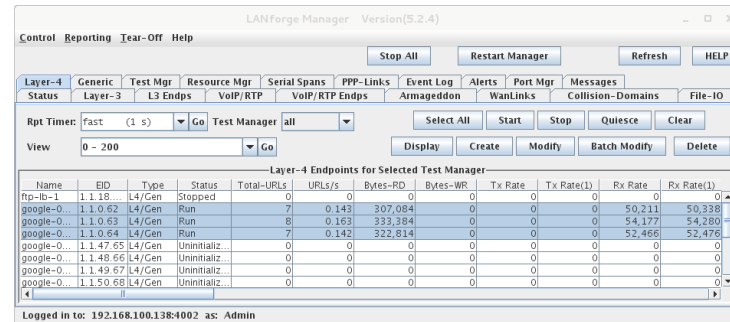 LANforge Manager Version(5.2.4)
Control Reporting Tear-Off Help
Stop All Restart Manager Refresh HELP
Layer-4 Generic Test Mgr Resource Mgr Serial Spans PPP-Links Event Log Alerts Port Mgr Messages
Status Layer-3 L3 Endps VoIP/RTP VoIP/RTP Endps Armageddon WanLinks Collision-Domains File-IO
Rpt Timer: fast (1 s) Go Test Manager all Select All Start Stop Quiesce Clear
View 0 - 200 Go Display Create Modify Batch Modify Delete
Layer-4 Endpoints for Selected Test Manager
Name EID Type Status Total-URLs URLs/s Bytes-RD Bytes-WR Tx Rate Tx Rate(1) Rx Rate Rx Rate(1)
ftp-lb-1 1.1.18.... L4/Gen Stopped 0 0 0 0 0 0 0 0
google-0... 1.1.0.62 L4/Gen Run 7 0.143 307,084 0 0 0 50,211 50,338
google-0... 1.1.0.63 L4/Gen Run 8 0.163 333,384 0 0 0 54,177 54,280
google-0... 1.1.0.64 L4/Gen Run 7 0.142 322,814 0 0 0 52,466 52,476
google-0... 1.1.47.65 L4/Gen Uninitializ... 0 0 0 0 0 0 0 0
google-0... 1.1.48.66 L4/Gen Uninitializ... 0 0 0 0 0 0 0 0
google-0... 1.1.49.67 L4/Gen Uninitializ... 0 0 0 0 0 0 0 0
google-0... 1.1.50.68 L4/Gen Uninitializ... 0 0 0 0 0 0 0 0
Logged in to: 192.168.100.138:4002 as: Admin